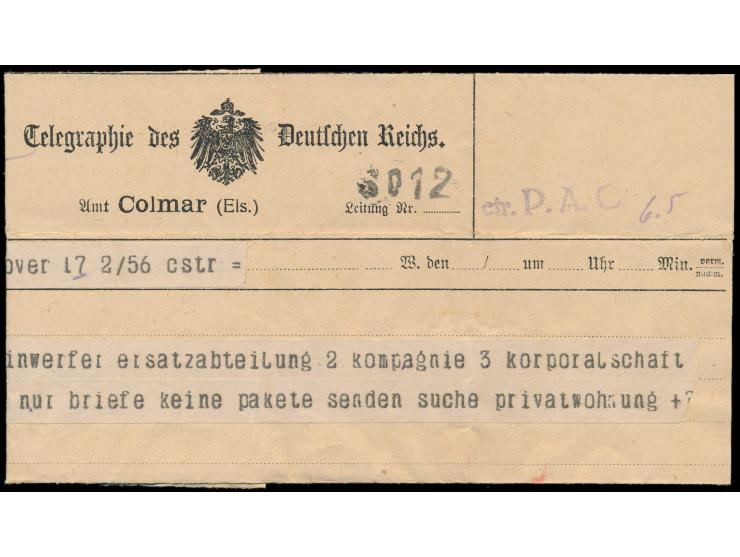 Telegraphie des Deutschen Reichs.
Amt Colmar (Els.)
Leitung Nr.
S012
ctr. P. A. C. 6.5
over 17 2/56 cstr =
W. den / um Uhr Min. vorm. nachm.
inwerfer ersatzabteilung 2 kompagnie 3 korporalschaft
nur briefe keine pakete senden suche privatwohnung +